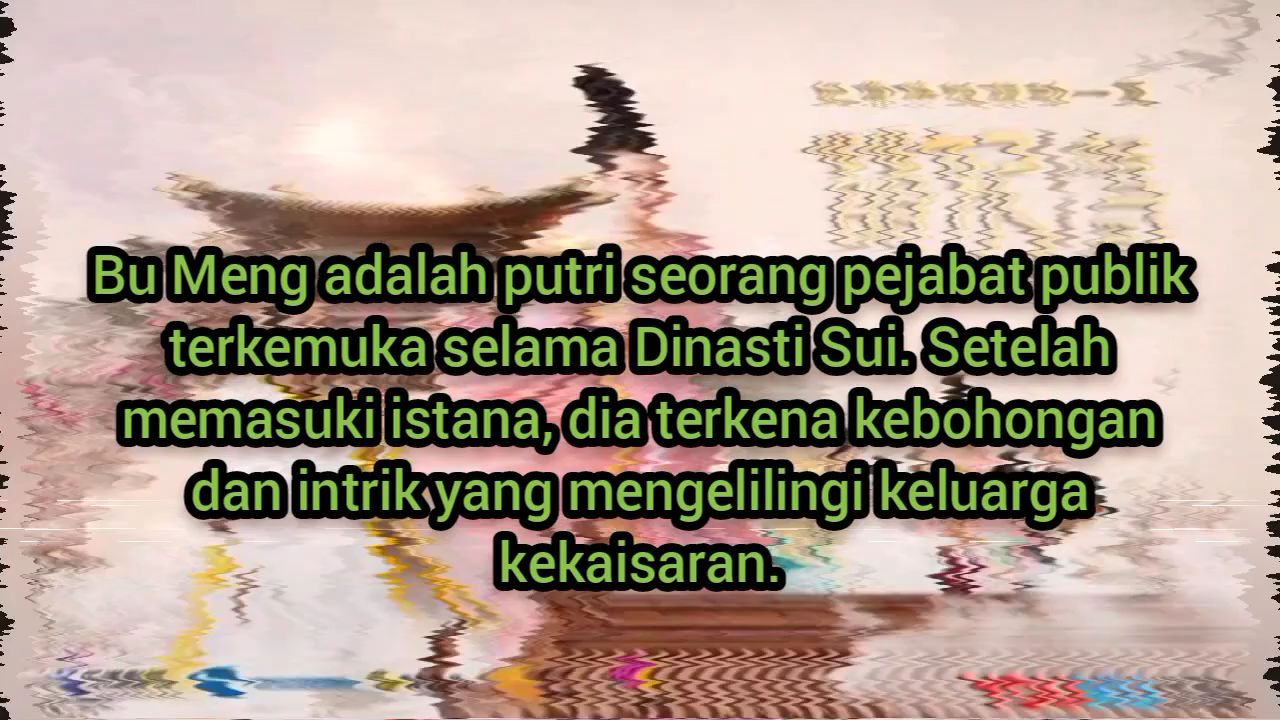 Bu Meng adalah putri seorang pejabat publik
terkemuka selama Dinasti Sui. Setelah
memasuki istana, dia terkena kebohongan
dan intrik yang mengelilingi keluarga
kekaisaran.